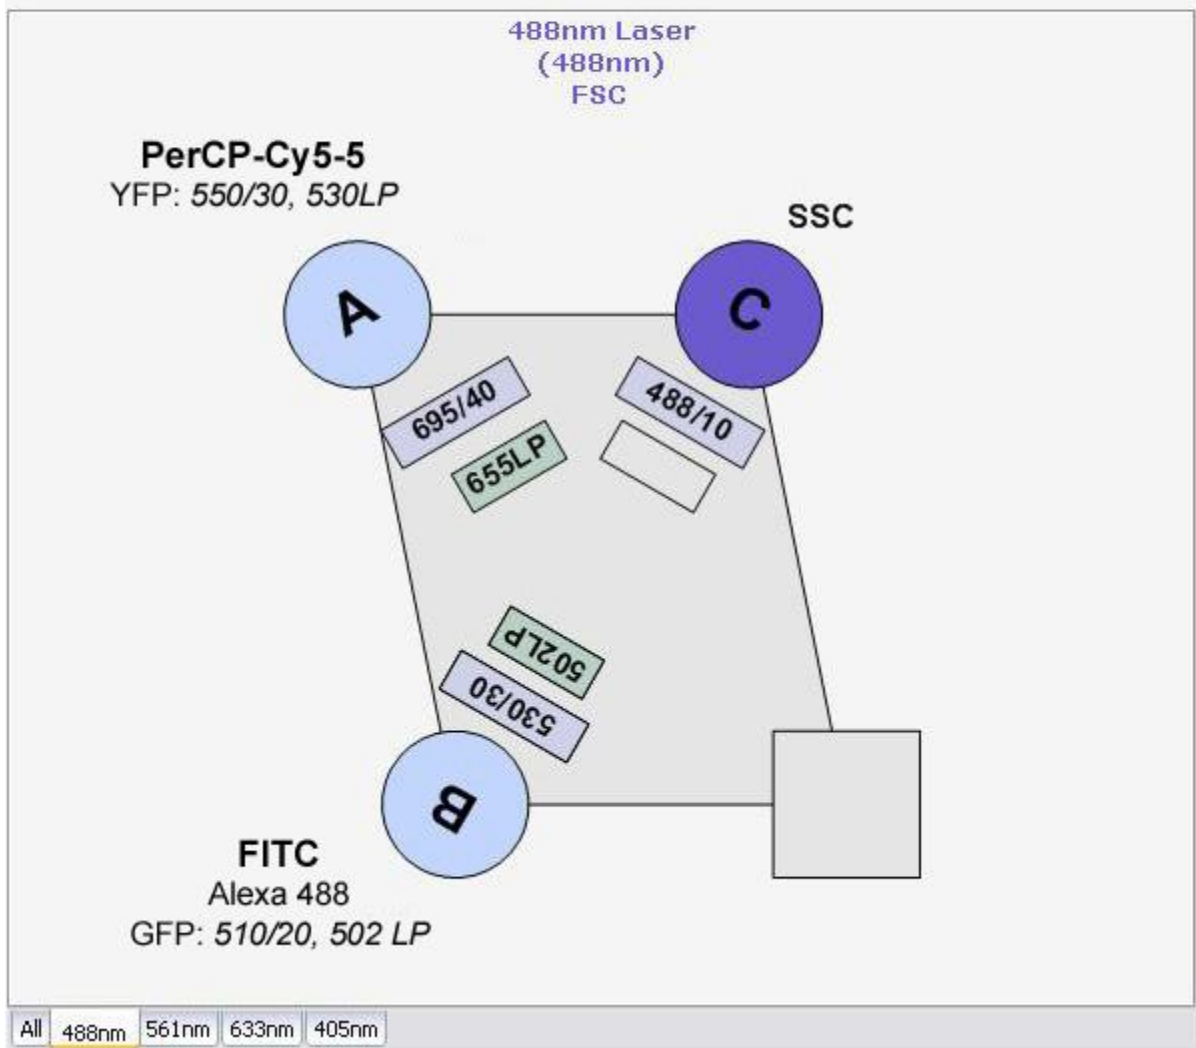 488nm Laser
(488nm)
FSC
PerCP-Cy5-5
YFP: 550/30, 530LP
SSC
A
C
695/40
488/10
655LP
502LP
530/30
B
FITC
Alexa 488
GFP: 510/20, 502 LP
All 488nm 561nm 633nm 405nm